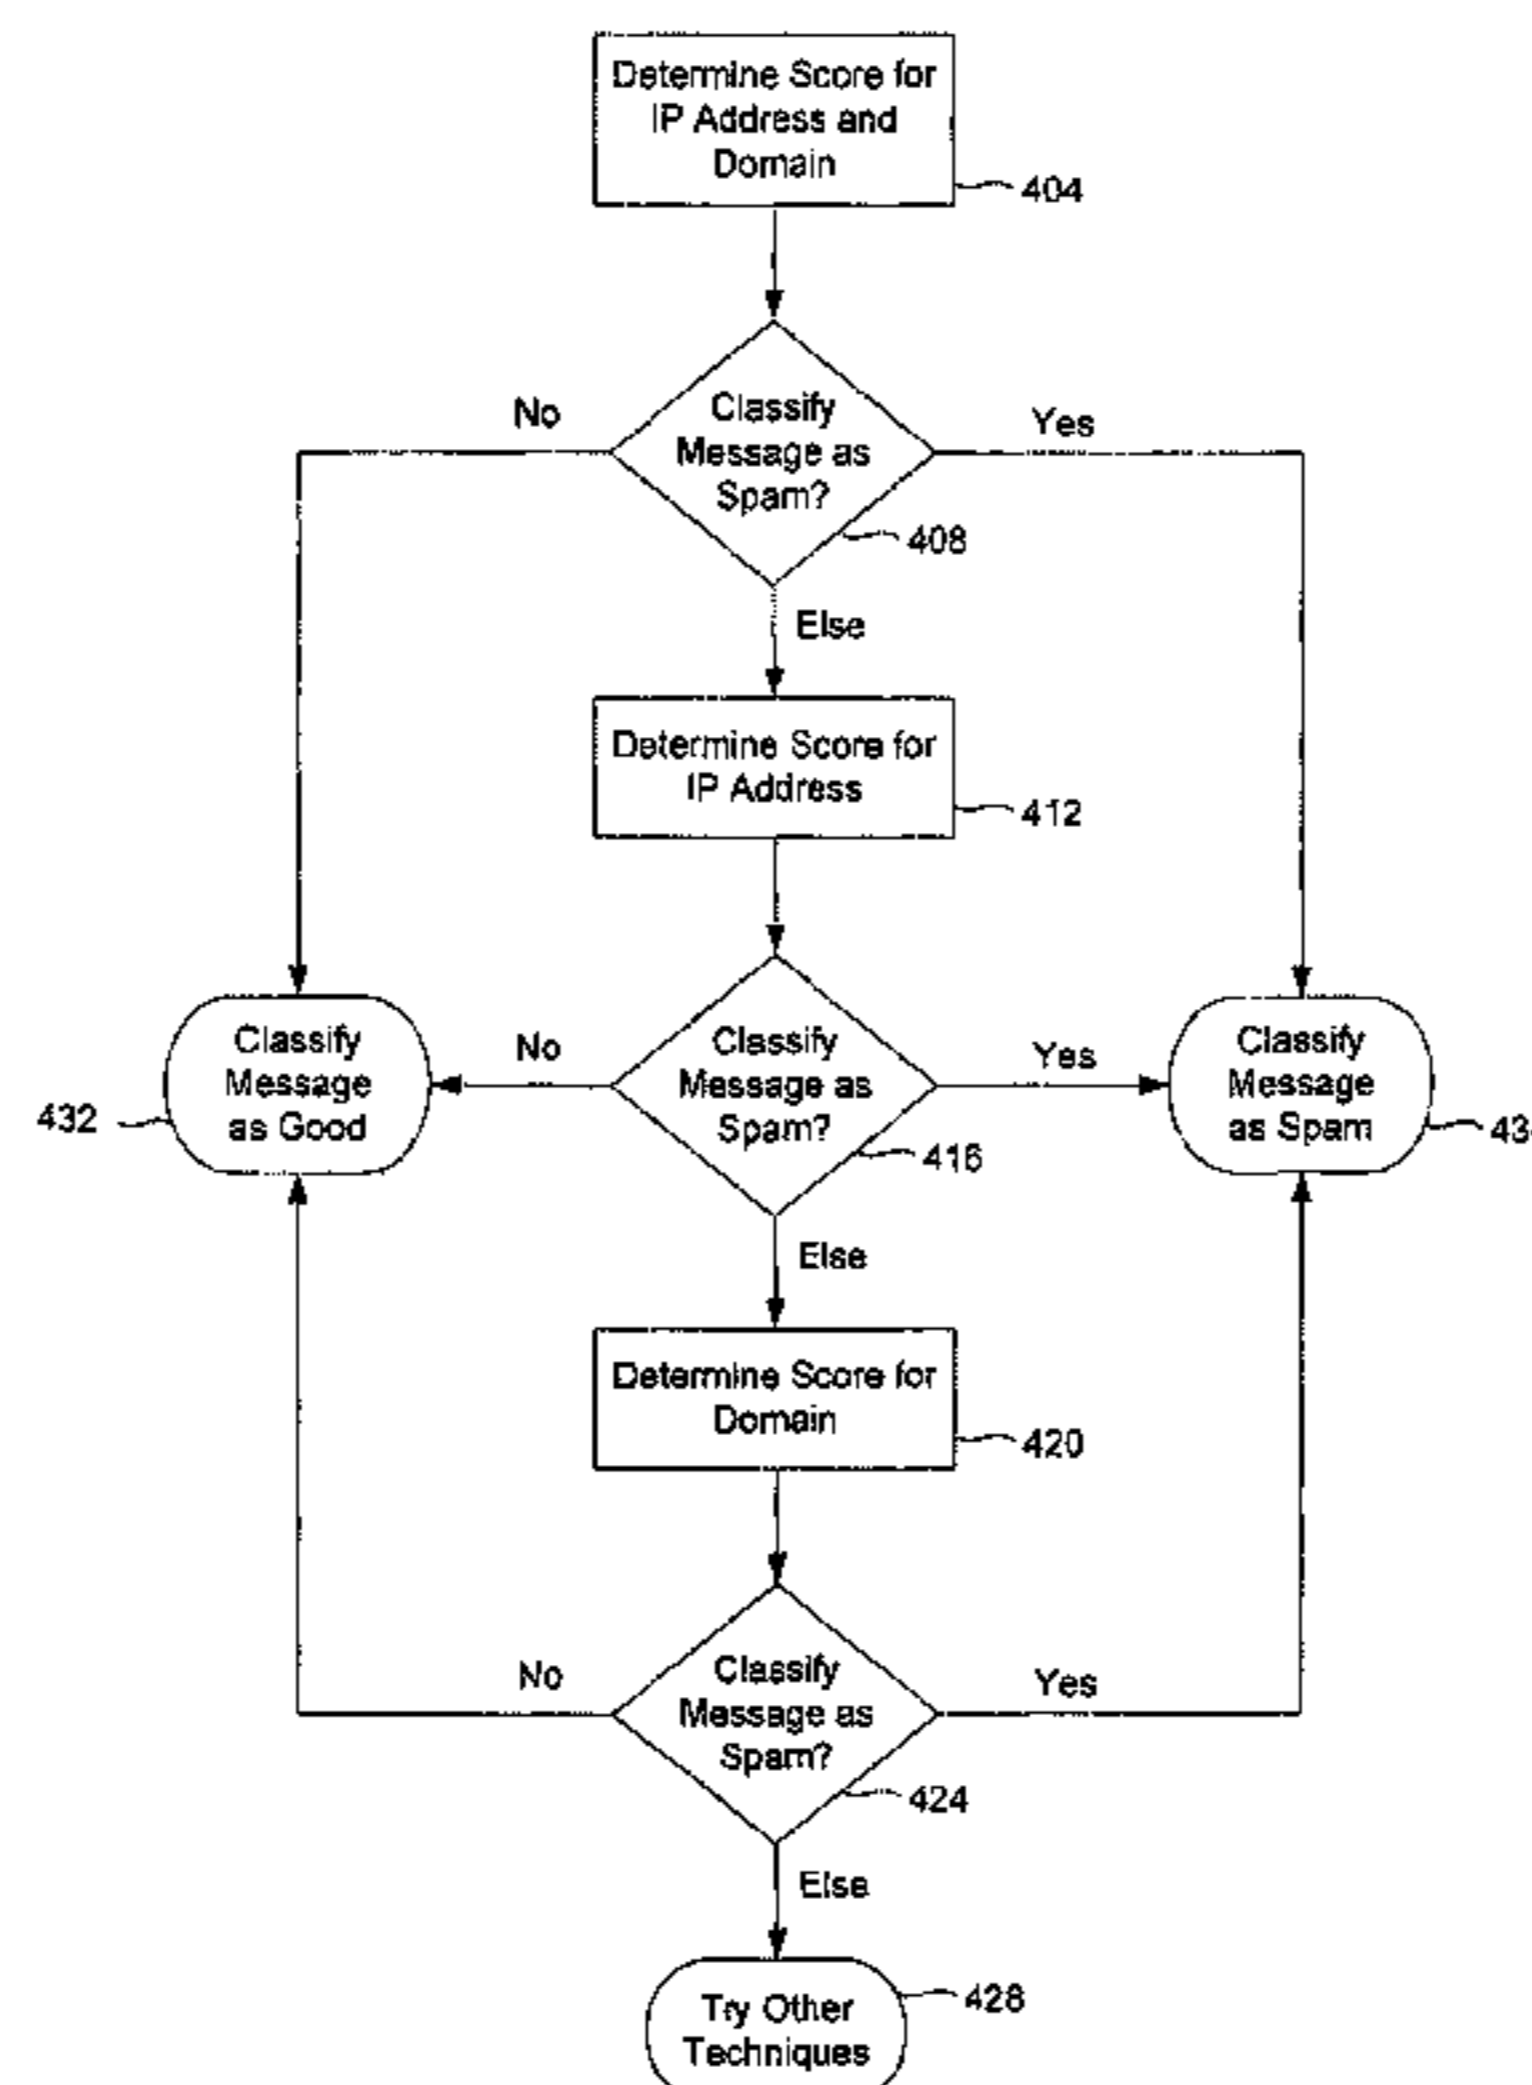 Determine Score for
IP Address and
Domain
404
No
Classify
Message as
Spam?
Yes
408
Else
Determine Score for
IP Address
412
Classify
Message
as Good
432
No
Classify
Message as
Spam?
Yes
416
Classify
Message
as Spam
Else
Determine Score for
Domain
420
No
Classify
Message as
Spam?
Yes
424
Else
Try Other
Techniques
428